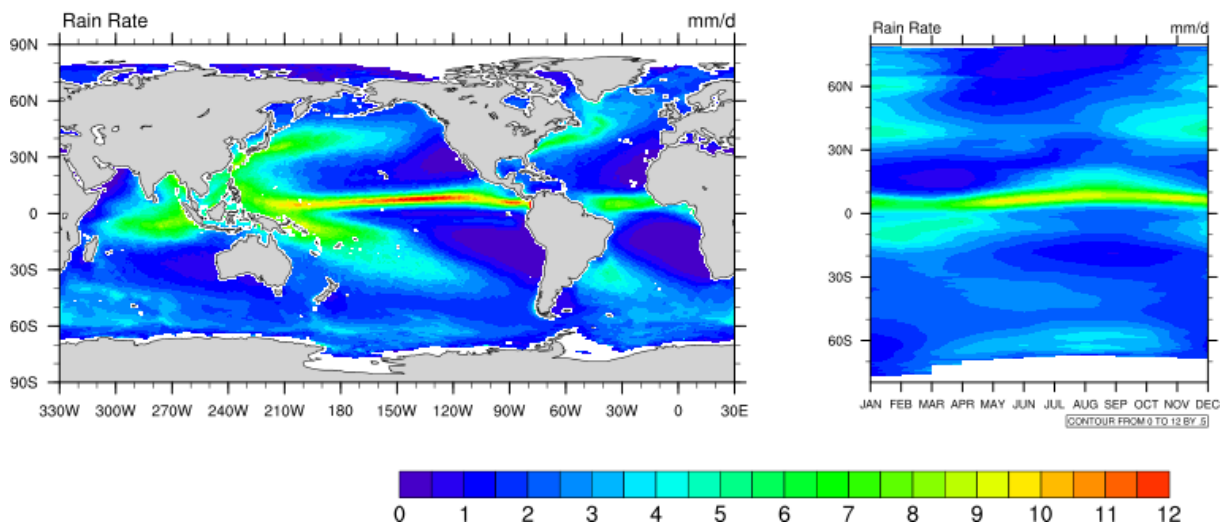 Rain Rate mm/d
90N
60N
30N
0
30S
60S
90S
330W 300W 270W 240W 210W 180 150W 120W 90W 60W 30W 0 30E
Rain Rate mm/d
60N
30N
0
30S
60S
JAN FEB MAR APR MAY JUN JUL AUG SEP OCT NOV DEC
CONTOUR FROM 0 TO 12 BY .5
0 1 2 3 4 5 6 7 8 9 10 11 12